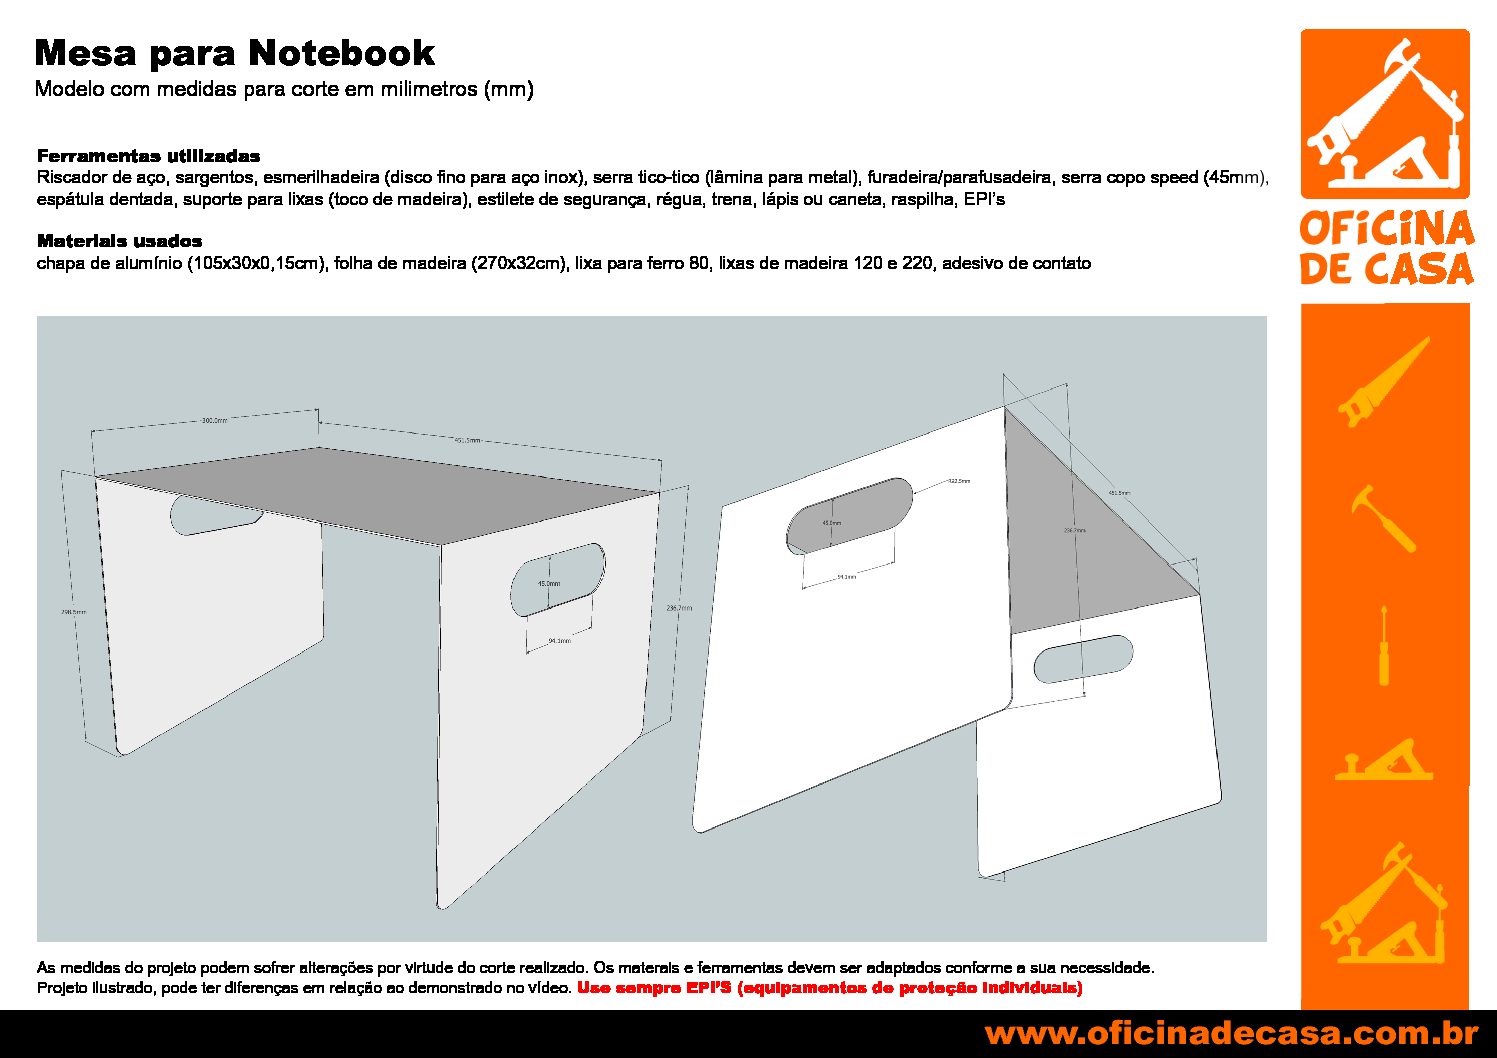 Mesa para Notebook
Modelo com medidas para corte em milimetros (mm)
Ferramentas utilizadas
Riscador de aço, sargentos, esmerilhadeira (disco fino para aço inox), serra tico-tico (lâmina para metal), furadeira/parafusadeira, serra copo speed (45mm),
espátula dentada, suporte para lixas (toco de madeira), estilete de segurança, régua, trena, lápis ou caneta, raspilha, EPI's
Materiais usados
chapa de alumínio (105x30x0,15cm), folha de madeira (270x32cm), lixa para ferro 80, lixas de madeira 120 e 220, adesivo de contato
OFiCiNA
DE CASA
300.0mm
451.5mm
298.5mm
45.0mm
94.1mm
236.7mm
R22.5mm
45.0mm
94.1mm
451.5mm
236.7mm
As medidas do projeto podem sofrer alterações por virtude do corte realizado. Os materais e ferramentas devem ser adaptados conforme a sua necessidade.
Projeto ilustrado, pode ter diferenças em relação ao demonstrado no vídeo. Use sempre EPI'S (equipamentos de proteção individuais)
www.oficinadecasa.com.br